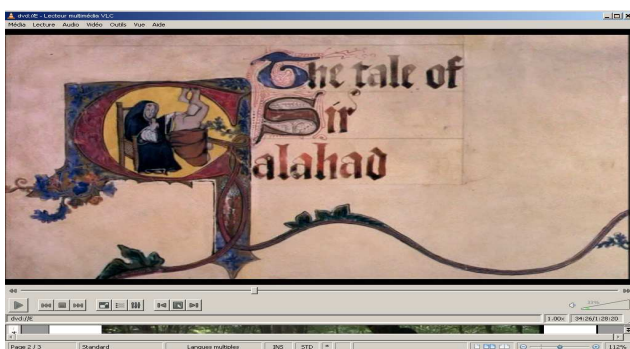 dvd://E - Lecteur multimédia VLC
Média Lecture Audio Vidéo Outils Vue Aide
The tale of
Sir
Galahad
dvd://E
1.00x 34:26/1:28:20
Page 2 / 3 Standard Langues multiples INS STD * 112%